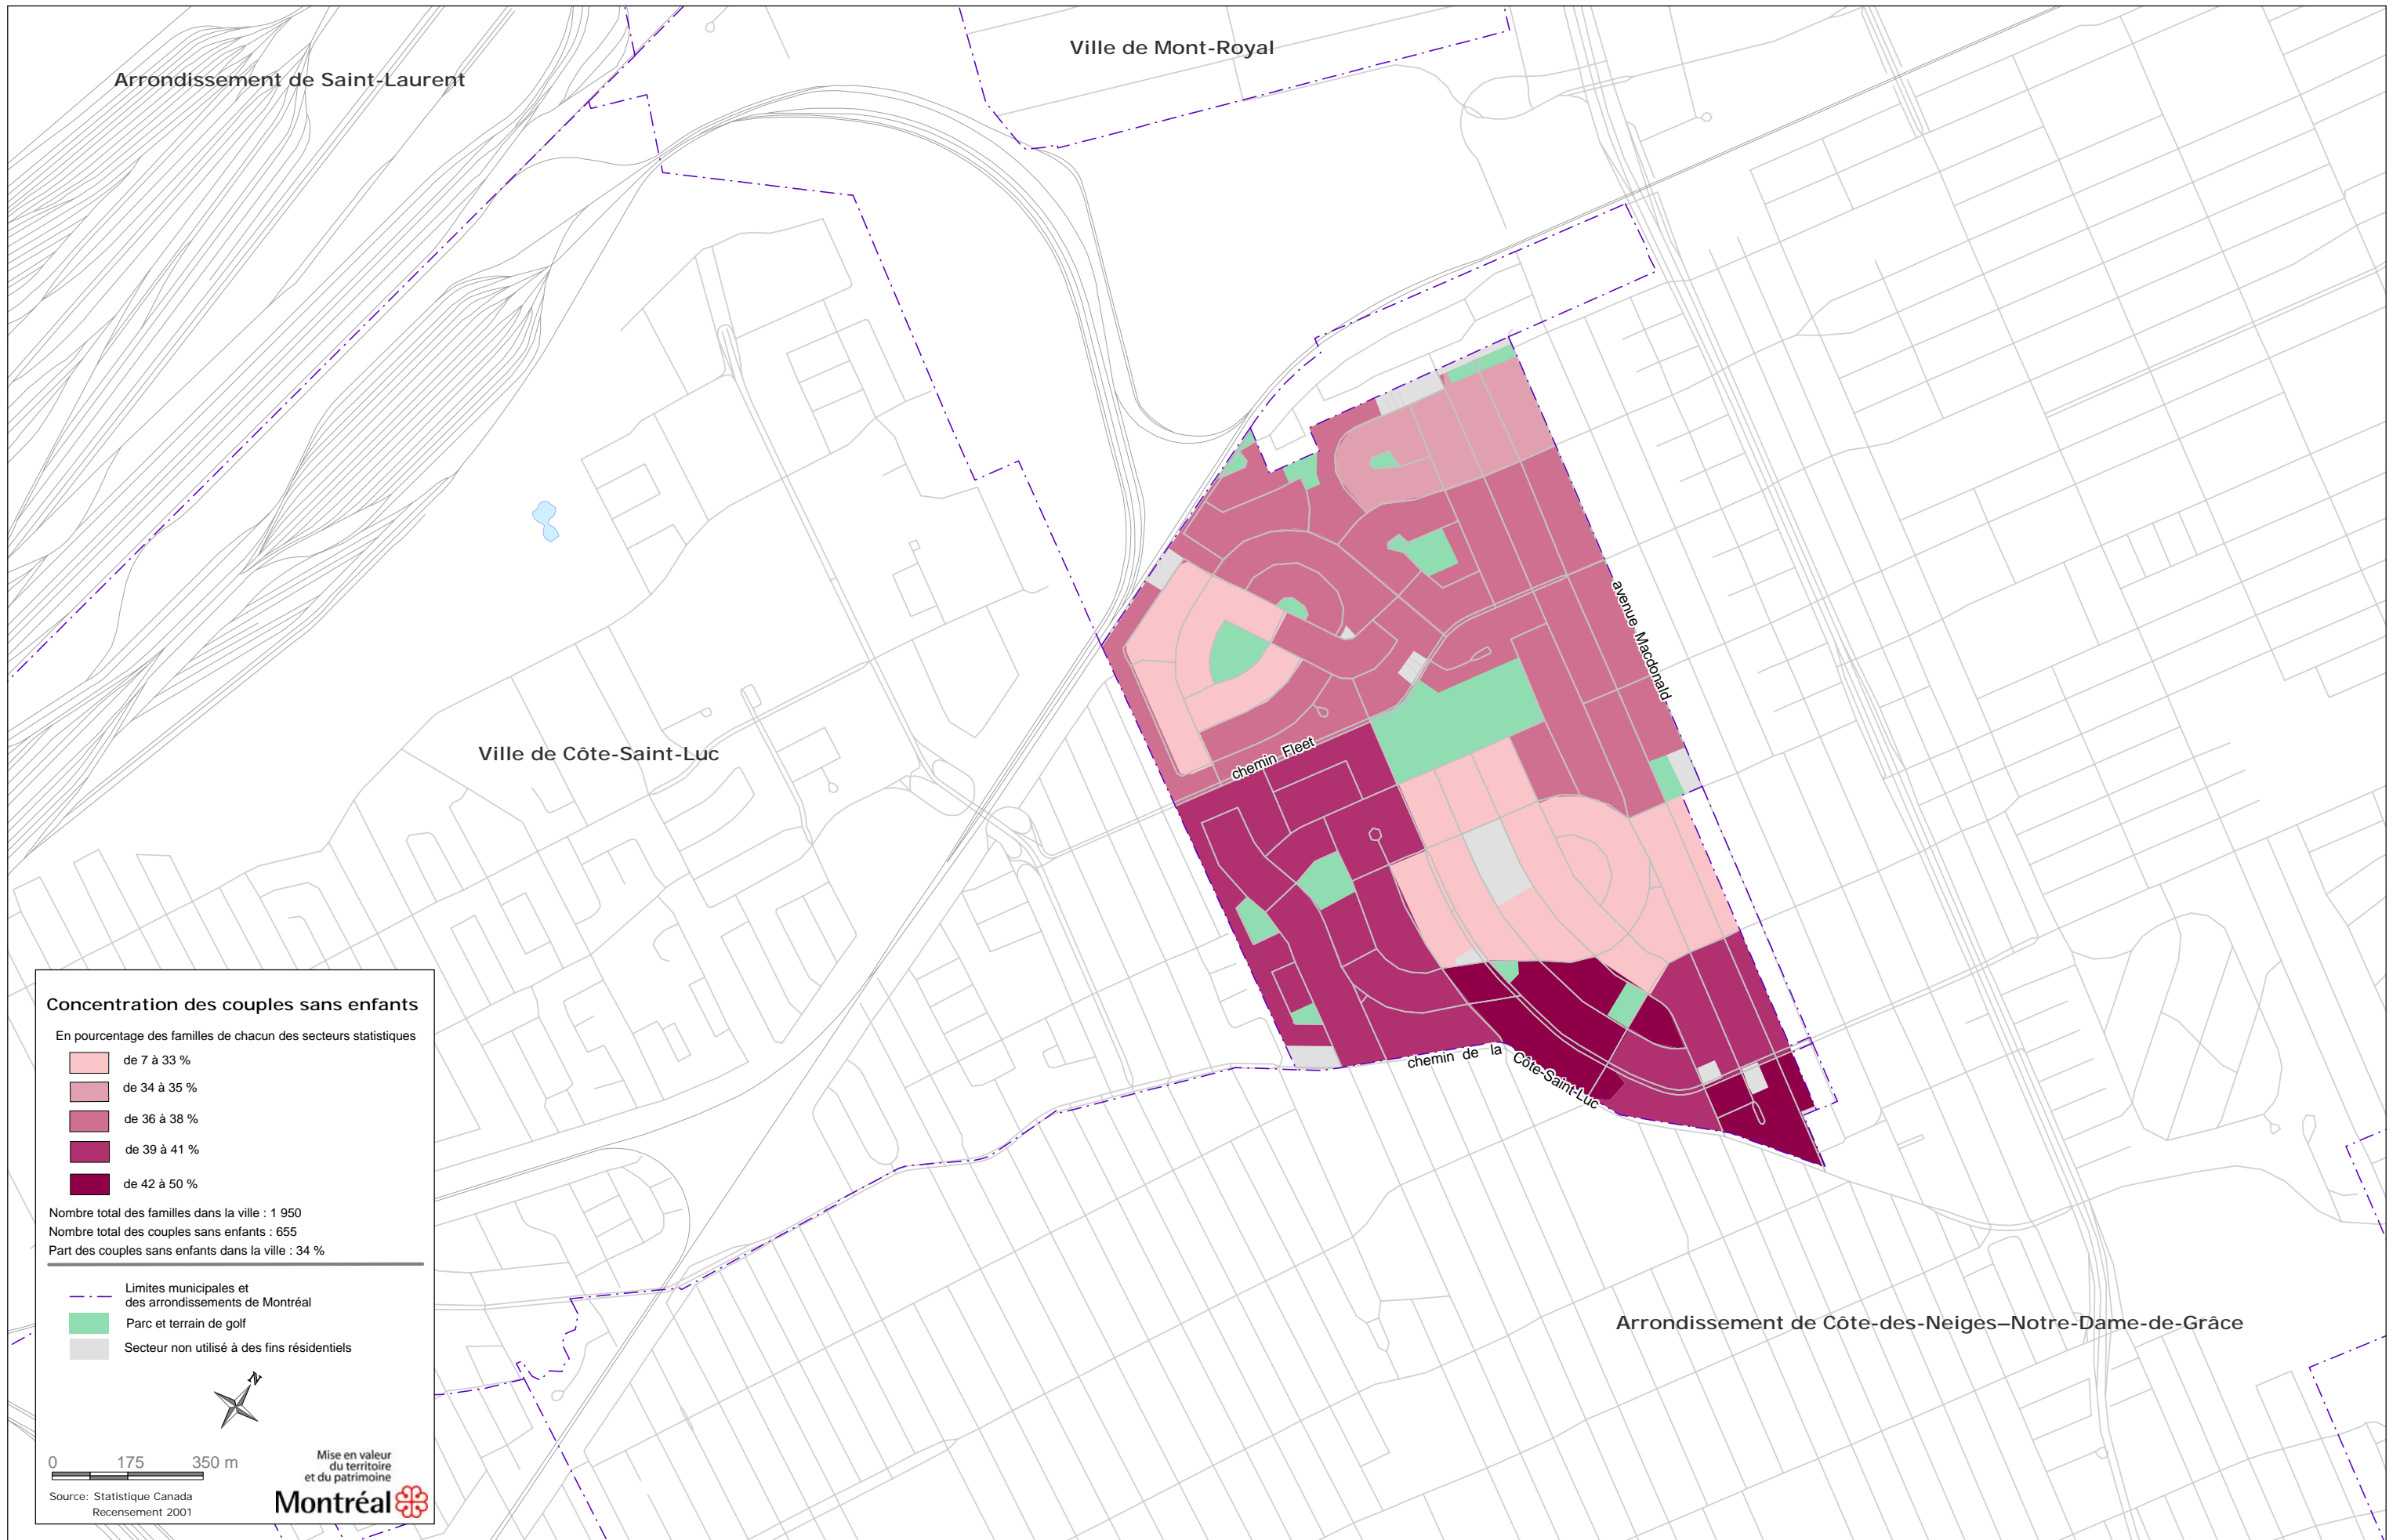 Arrondissement de Saint-Laurent
Ville de Mont-Royal
avenue Macdonald
Ville de Côte-Saint-Luc
chemin Fleet
chemin de la Côte-Saint-Luc
Arrondissement de Côte-des-Neiges–Notre-Dame-de-Grâce
Concentration des couples sans enfants
En pourcentage des familles de chacun des secteurs statistiques
de 7 à 33 %
de 34 à 35 %
de 36 à 38 %
de 39 à 41 %
de 42 à 50 %
Nombre total des familles dans la ville : 1 950
Nombre total des couples sans enfants : 655
Part des couples sans enfants dans la ville : 34 %
Limites municipales et
des arrondissements de Montréal
Parc et terrain de golf
Secteur non utilisé à des fins résidentiels
N
0 175 350 m
Source: Statistique Canada
Recensement 2001
Mise en valeur
du territoire
et du patrimoine
Montréal